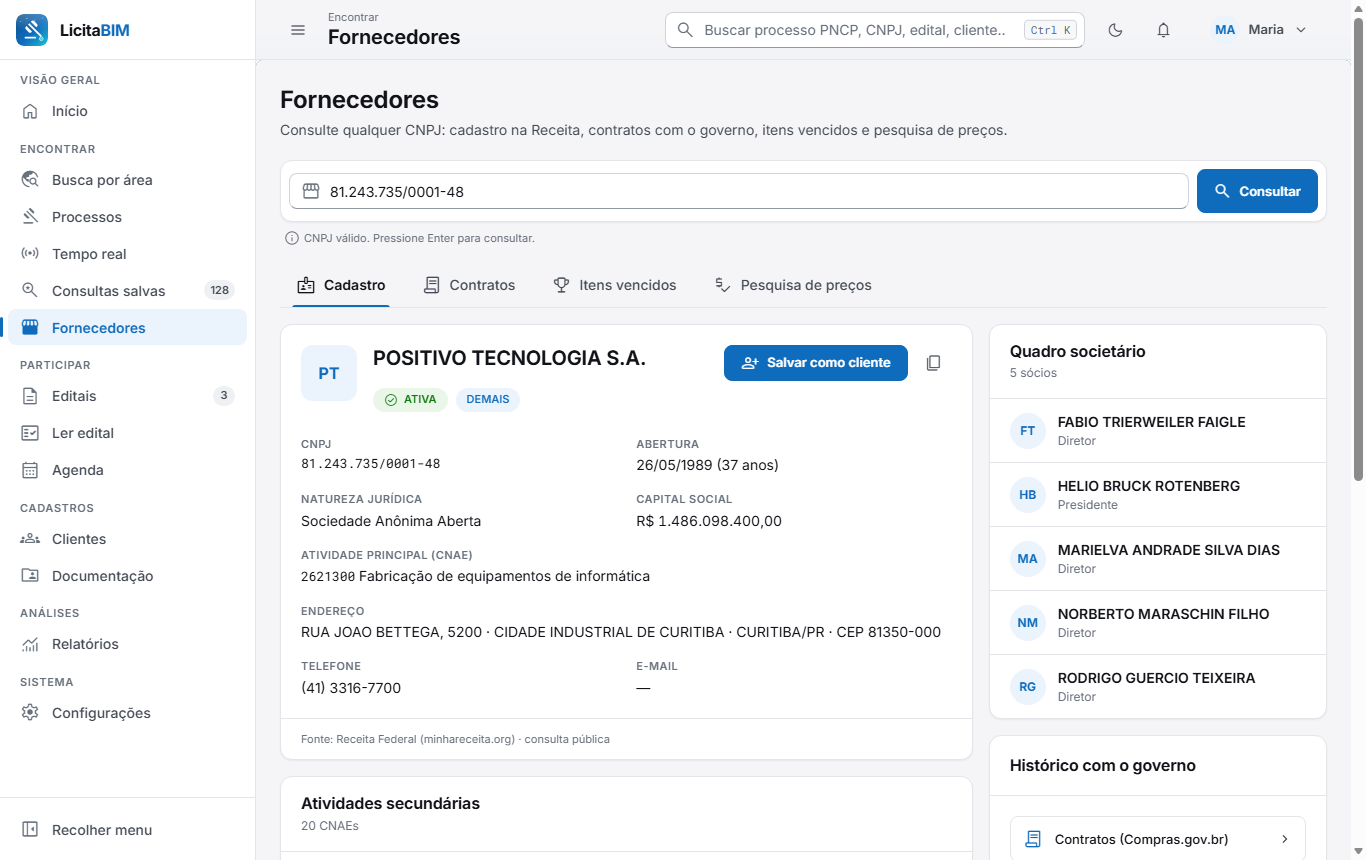 LicitaBIM
VISÃO GERAL
Início
ENCONTRAR
Busca por área
Processos
Tempo real
Consultas salvas 128
Fornecedores
PARTICIPAR
Editais 3
Ler edital
Agenda
CADASTROS
Clientes
Documentação
ANÁLISES
Relatórios
SISTEMA
Configurações
Recolher menu
Encontrar
Fornecedores
Buscar processo PNCP, CNPJ, edital, cliente.. Ctrl K
MA Maria
Fornecedores
Consulte qualquer CNPJ: cadastro na Receita, contratos com o governo, itens vencidos e pesquisa de preços.
81.243.735/0001-48
Consultar
CNPJ válido. Pressione Enter para consultar.
Cadastro Contratos Itens vencidos Pesquisa de preços
PT
POSITIVO TECNOLOGIA S.A.
ATIVA DEMAIS
Salvar como cliente
CNPJ
81.243.735/0001-48
ABERTURA
26/05/1989 (37 anos)
NATUREZA JURÍDICA
Sociedade Anônima Aberta
CAPITAL SOCIAL
R$ 1.486.098.400,00
ATIVIDADE PRINCIPAL (CNAE)
2621300 Fabricação de equipamentos de informática
ENDEREÇO
RUA JOAO BETTEGA, 5200 · CIDADE INDUSTRIAL DE CURITIBA · CURITIBA/PR · CEP 81350-000
TELEFONE
(41) 3316-7700
E-MAIL
—
Fonte: Receita Federal (minhareceita.org) · consulta pública
Atividades secundárias
20 CNAEs
Quadro societário
5 sócios
FT
FABIO TRIERWEILER FAIGLE
Diretor
HB
HELIO BRUCK ROTENBERG
Presidente
MA
MARIELVA ANDRADE SILVA DIAS
Diretor
NM
NORBERTO MARASCHIN FILHO
Diretor
RG
RODRIGO GUERCIO TEIXEIRA
Diretor
Histórico com o governo
Contratos (Compras.gov.br)